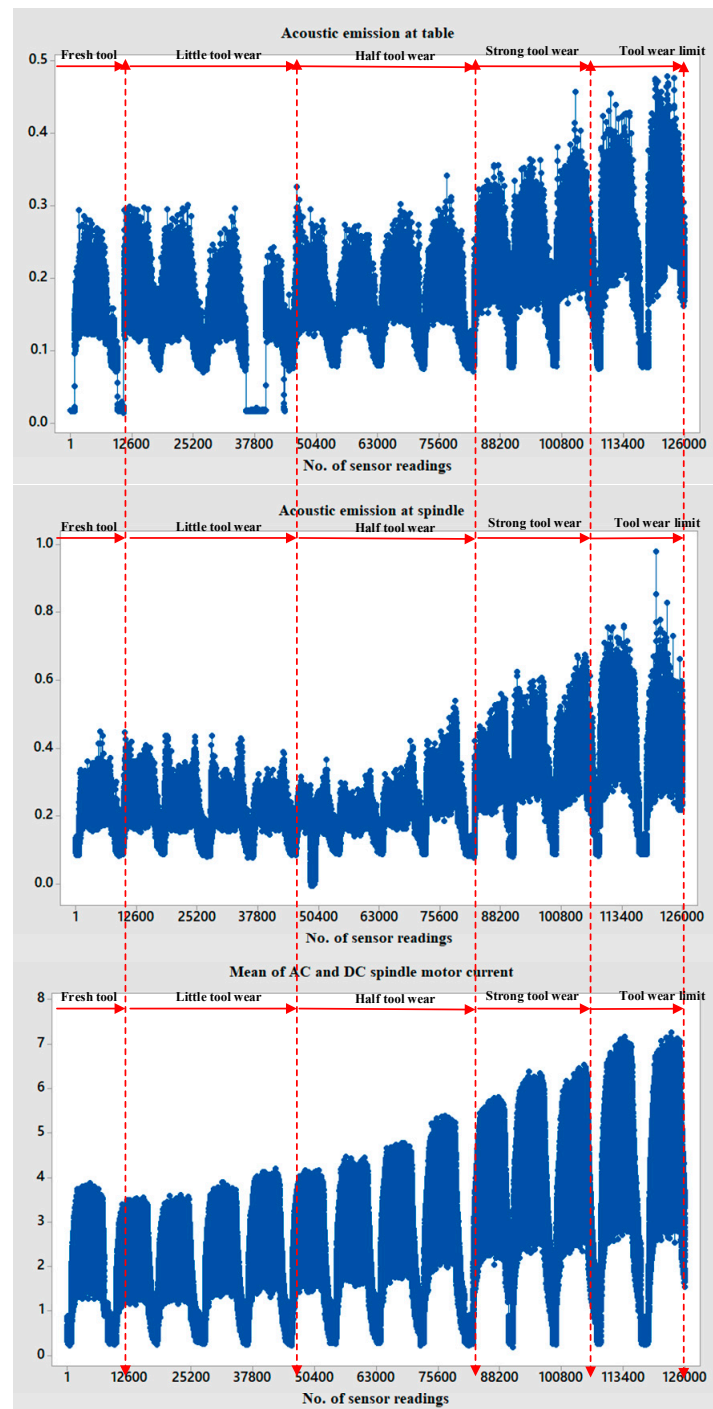 Acoustic emission at table
Fresh tool Little tool wear Half tool wear Strong tool wear Tool wear limit
0.5
0.4
0.3
0.2
0.1
0.0
1 12600 25200 37800 50400 63000 75600 88200 100800 113400 126000
No. of sensor readings
Acoustic emission at spindle
Fresh tool Little tool wear Half tool wear Strong tool wear Tool wear limit
1.0
0.8
0.6
0.4
0.2
0.0
1 12600 25200 37800 50400 63000 75600 88200 100800 113400 126000
No. of sensor readings
Mean of AC and DC spindle motor current
Fresh tool Little tool wear Half tool wear Strong tool wear Tool wear limit
8
7
6
5
4
3
2
1
0
1 12600 25200 37800 50400 63000 75600 88200 100800 113400 126000
No. of sensor readings